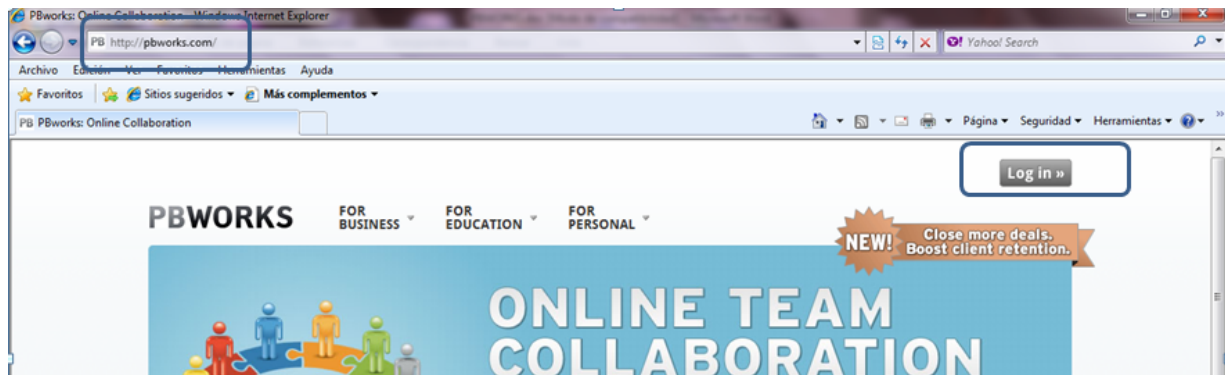 PBworks: Online Collaboration - Windows Internet Explorer
PB http://pbworks.com/
Yahoo! Search
Archivo Edición Ver Favoritos Herramientas Ayuda
Favoritos Sitios sugeridos Más complementos
PB PBworks: Online Collaboration
Página Seguridad Herramientas
Log in »
PBWORKS
FOR BUSINESS
FOR EDUCATION
FOR PERSONAL
NEW!
Close more deals.
Boost client retention.
ONLINE TEAM
COLLABORATION